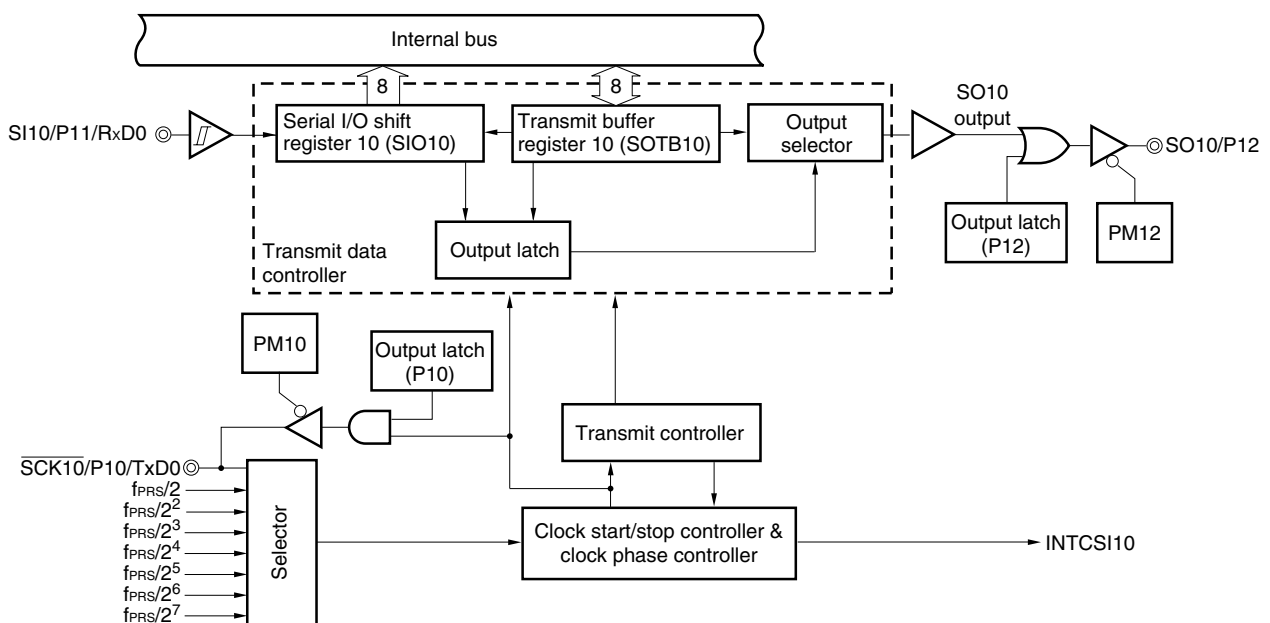 Internal bus
8
8
SI10/P11/RxD0
Serial I/O shift
register 10 (SIO10)
Transmit buffer
register 10 (SOTB10)
Output
selector
SO10
output
SO10/P12
Output latch
(P12)
PM12
Transmit data
controller
Output latch
PM10
Output latch
(P10)
Transmit controller
SCK10/P10/TxD0
fPRS/2
fPRS/2²
fPRS/2³
fPRS/2⁴
fPRS/2⁵
fPRS/2⁶
fPRS/2⁷
Selector
Clock start/stop controller &
clock phase controller
INTCSI10